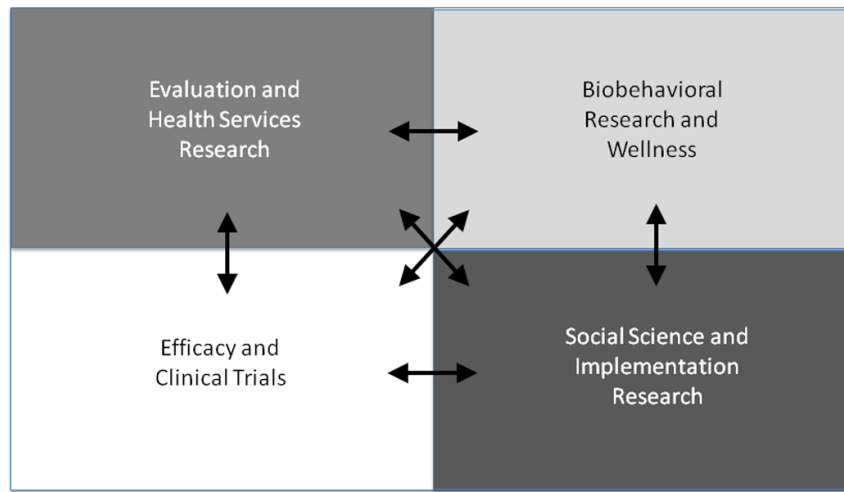 Evaluation and
Health Services
Research
Biobehavioral
Research and
Wellness
Efficacy and
Clinical Trials
Social Science and
Implementation
Research